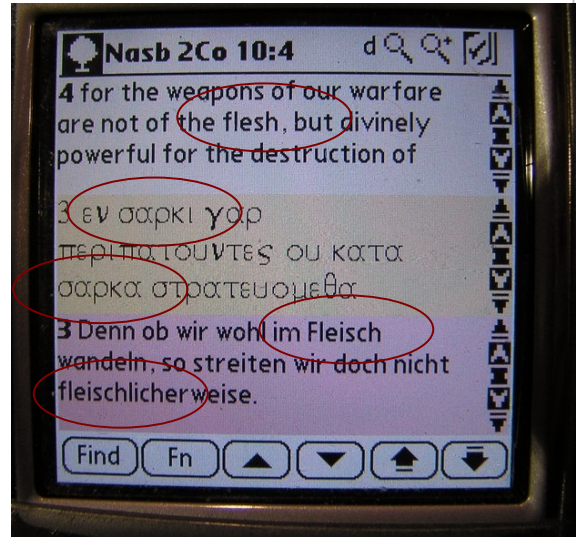 Nasb 2Co 10:4 d
4 for the weapons of our warfare
are not of the flesh, but divinely
powerful for the destruction of
3 εν σαρκι γαρ
περιπατουντες ου κατα
σαρκα στρατευομεθα
3 Denn ob wir wohl im Fleisch
wandeln, so streiten wir doch nicht
fleischlicherweise.
Find Fn